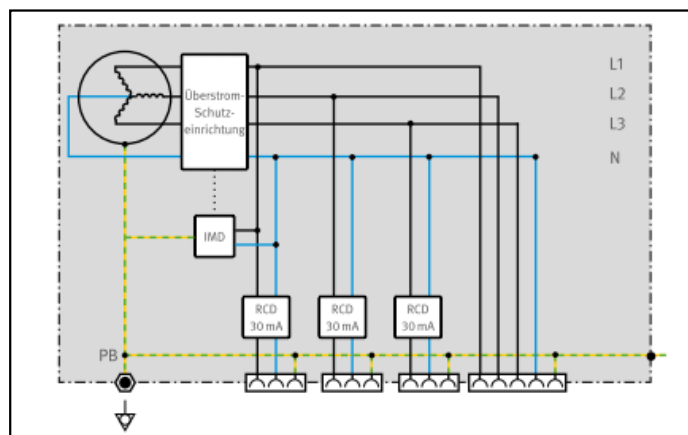 L1
Überstrom-
Schutz-
einrichtung
L2
L3
N
IMD
RCD
30 mA
RCD
30 mA
RCD
30 mA
PB